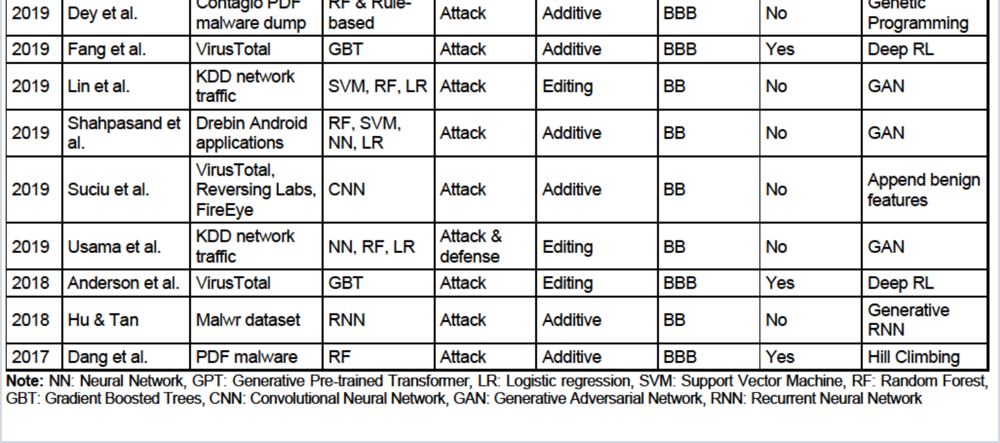 2019 Dey et al. Contagio PDF malware dump RF & Rule-based Attack Additive BBB No Genetic Programming
2019 Fang et al. VirusTotal GBT Attack Additive BBB Yes Deep RL
2019 Lin et al. KDD network traffic SVM, RF, LR Attack Editing BB No GAN
2019 Shahpasand et al. Drebin Android applications RF, SVM, NN, LR Attack Additive BB No GAN
2019 Suciu et al. VirusTotal, Reversing Labs, FireEye CNN Attack Additive BB No Append benign features
2019 Usama et al. KDD network traffic NN, RF, LR Attack & defense Editing BB No GAN
2018 Anderson et al. VirusTotal GBT Attack Editing BBB Yes Deep RL
2018 Hu & Tan Malwr dataset RNN Attack Additive BB No Generative RNN
2017 Dang et al. PDF malware RF Attack Additive BBB Yes Hill Climbing
Note: NN: Neural Network, GPT: Generative Pre-trained Transformer, LR: Logistic regression, SVM: Support Vector Machine, RF: Random Forest,
GBT: Gradient Boosted Trees, CNN: Convolutional Neural Network, GAN: Generative Adversarial Network, RNN: Recurrent Neural Network